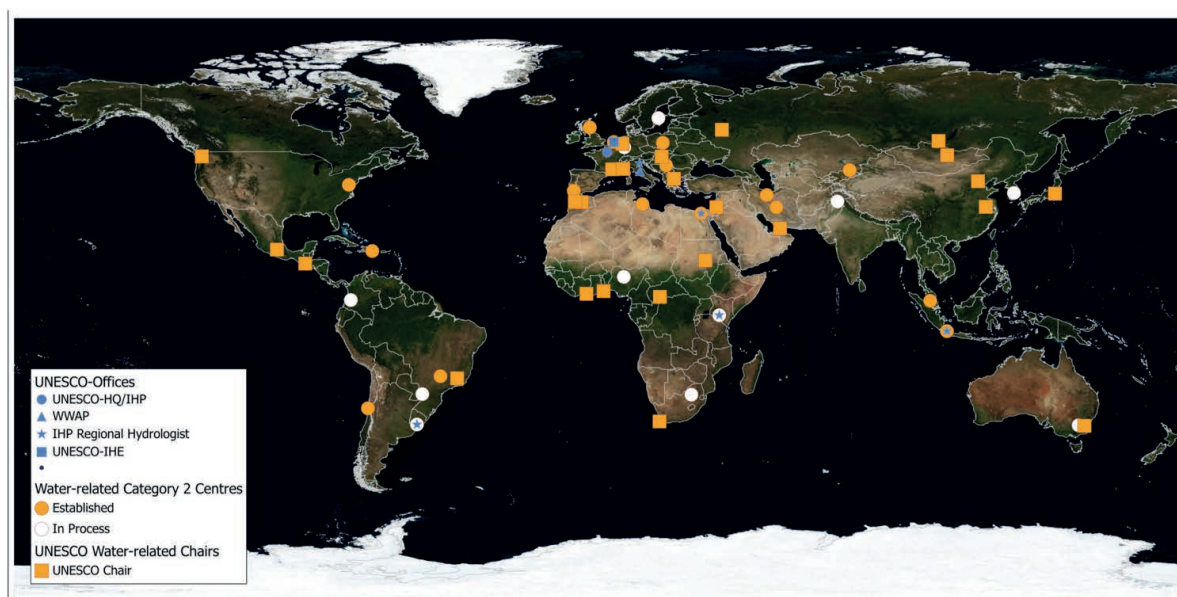 UNESCO-Offices
UNESCO-HQ/IHP
WWAP
IHP Regional Hydrologist
UNESCO-IHE
Water-related Category 2 Centres
Established
In Process
UNESCO Water-related Chairs
UNESCO Chair